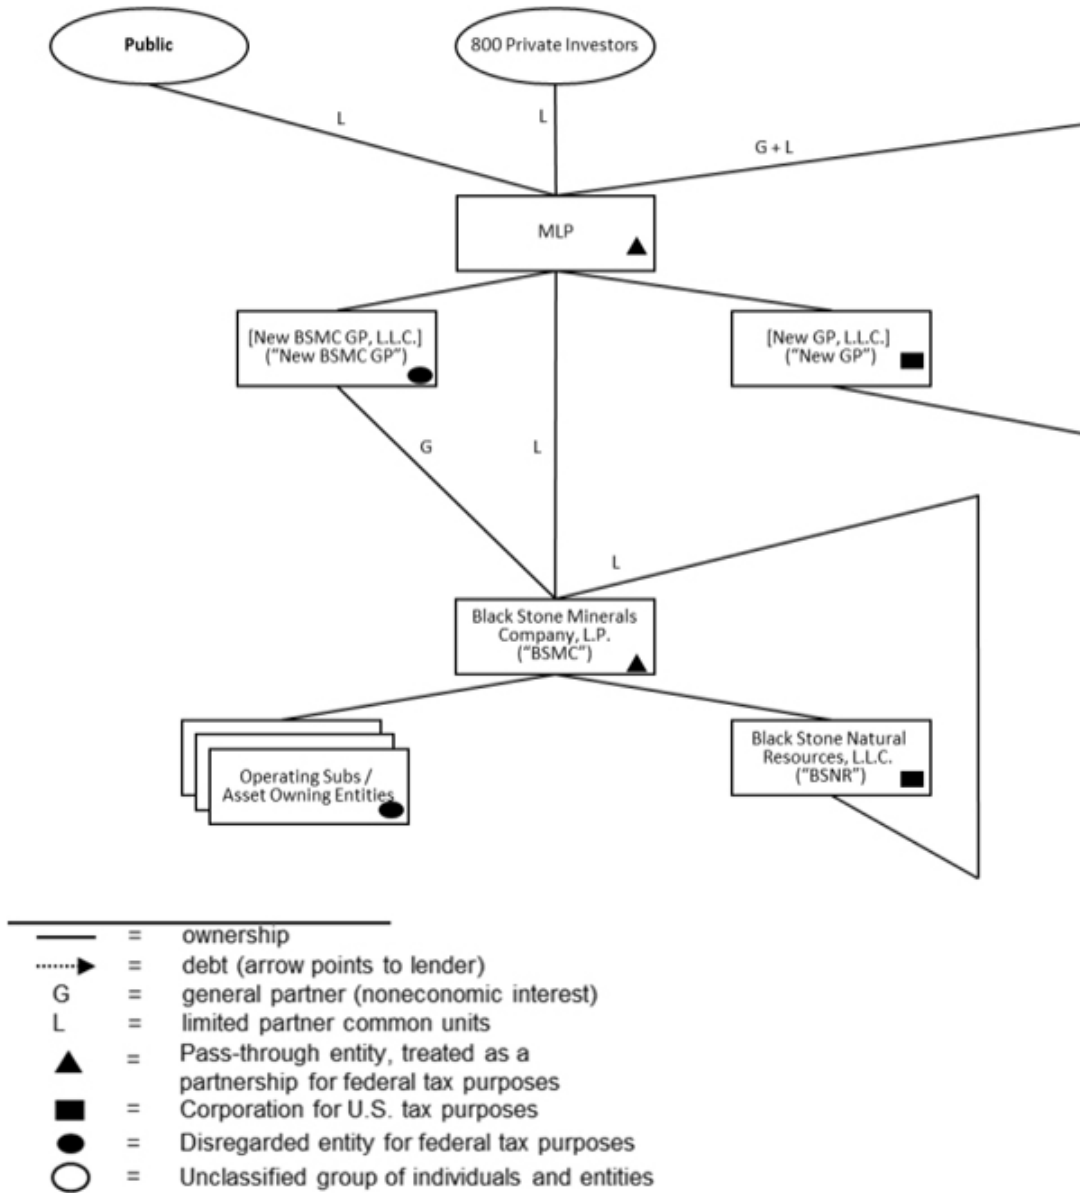 Public
800 Private Investors
L
L
G + L
MLP
[New BSMC GP, L.L.C.]
("New BSMC GP")
[New GP, L.L.C.]
("New GP")
G
L
L
Black Stone Minerals
Company, L.P.
("BSMC")
Operating Subs /
Asset Owning Entities
Black Stone Natural
Resources, L.L.C.
("BSNR")
= ownership
= debt (arrow points to lender)
G = general partner (noneconomic interest)
L = limited partner common units
= Pass-through entity, treated as a
partnership for federal tax purposes
= Corporation for U.S. tax purposes
= Disregarded entity for federal tax purposes
= Unclassified group of individuals and entities